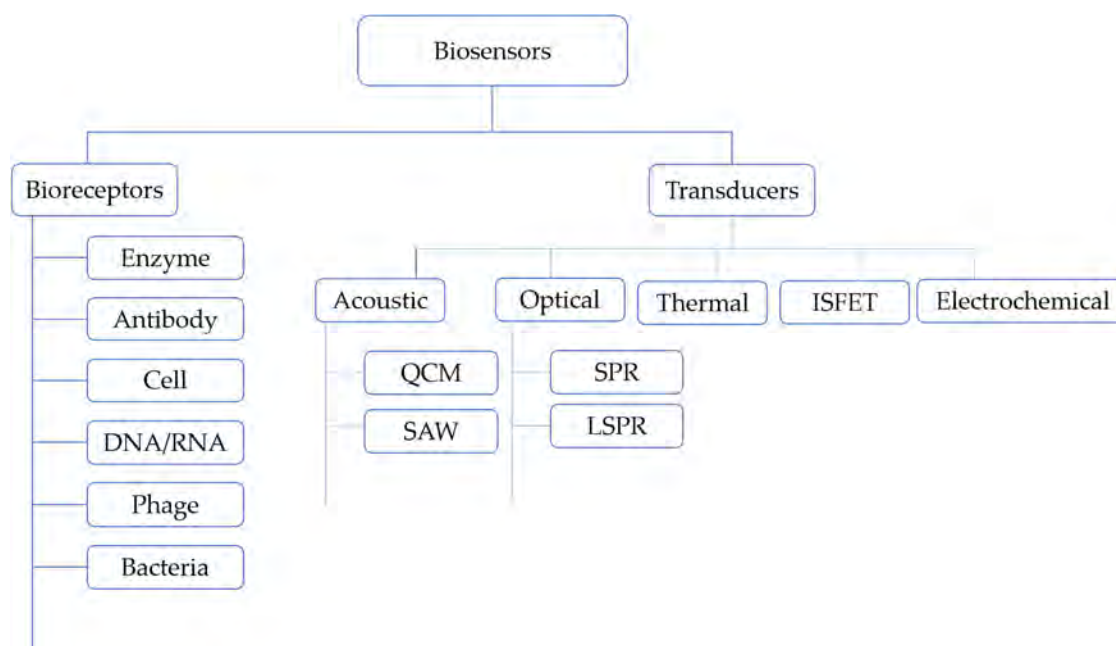 Biosensors
Bioreceptors
Transducers
Enzyme
Antibody
Cell
DNA/RNA
Phage
Bacteria
Acoustic
Optical
Thermal
ISFET
Electrochemical
QCM
SAW
SPR
LSPR